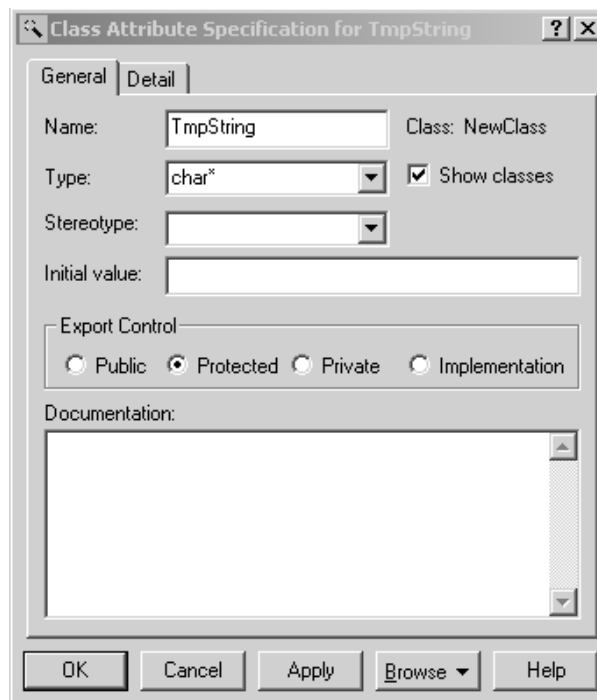 Class Attribute Specification for TmpString
General Detail
Name: TmpString Class: NewClass
Type: char* Show classes
Stereotype:
Initial value:
Export Control
Public Protected Private Implementation
Documentation:
OK Cancel Apply Browse Help